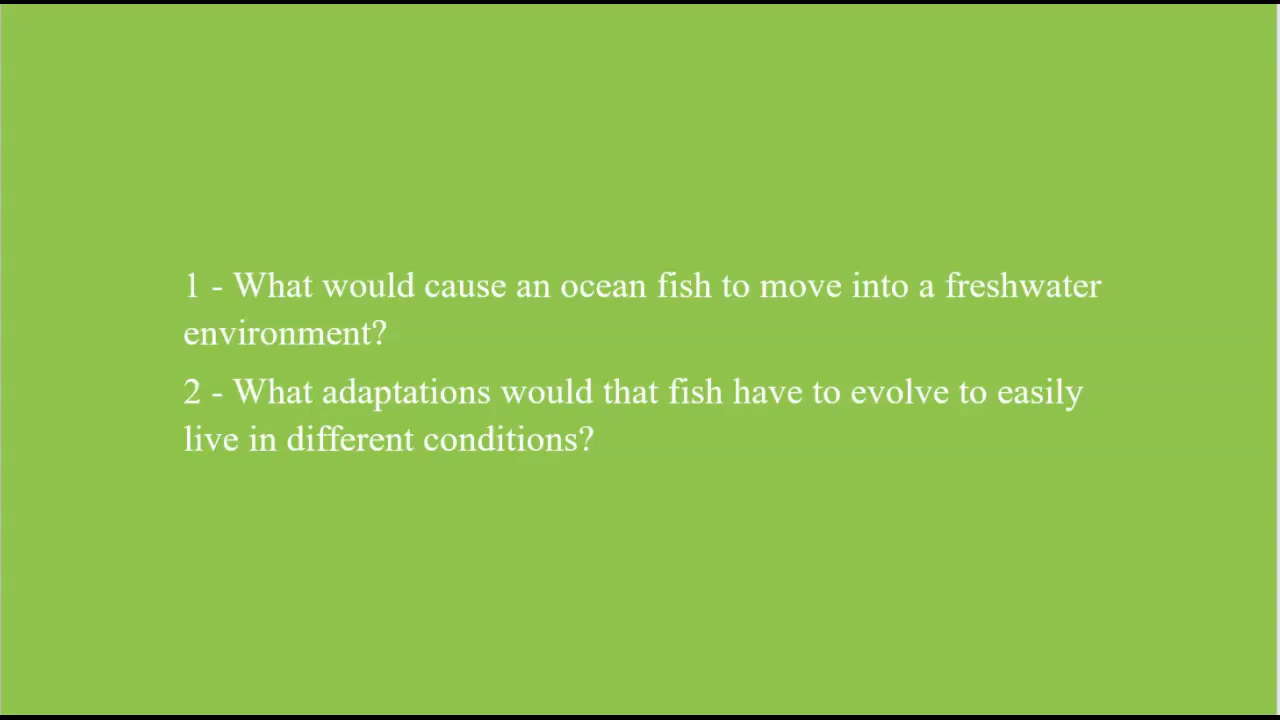 1 - What would cause an ocean fish to move into a freshwater
environment?
2 - What adaptations would that fish have to evolve to easily
live in different conditions?